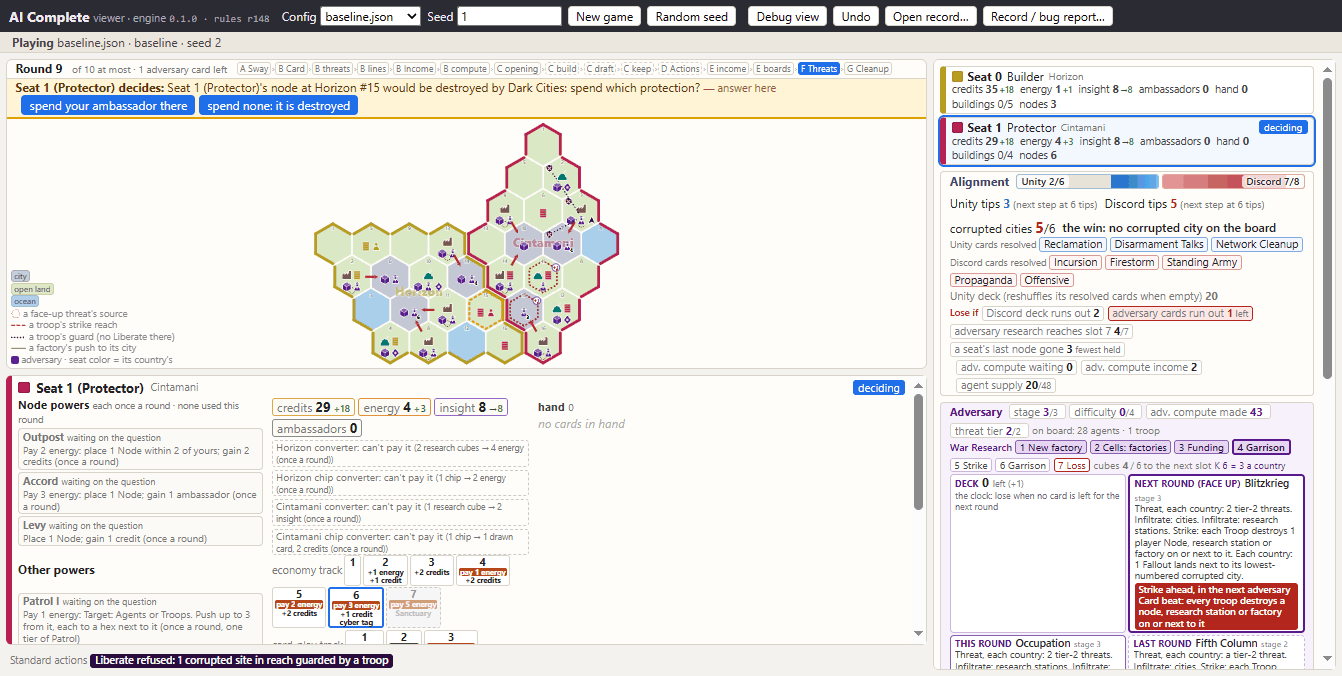 AI Complete viewer · engine 0.1.0 · rules r148 Config baseline.json Seed 1 New game Random seed Debug view Undo Open record... Record / bug report...
Playing baseline.json · baseline · seed 2
Round 9 of 10 at most · 1 adversary card left A Sway B Card B threats B lines B Income B compute C opening C build C draft C keep D Actions E income E boards F Threats G Cleanup
Seat 1 (Protector) decides: Seat 1 (Protector)'s node at Horizon #15 would be destroyed by Dark Cities: spend which protection? — answer here
spend your ambassador there spend none: it is destroyed
Cintamani
Horizon
city
open land
ocean
a face-up threat's source
a troop's strike reach
a troop's guard (no Liberate there)
a factory's push to its city
adversary · seat color = its country's
Seat 1 (Protector) Cintamani deciding
Node powers each once a round · none used this round
Outpost waiting on the question
Pay 2 energy: place 1 Node within 2 of yours; gain 2 credits (once a round)
Accord waiting on the question
Pay 3 energy: place 1 Node; gain 1 ambassador (once a round)
Levy waiting on the question
Place 1 Node; gain 1 credit (once a round)
Other powers
Patrol I waiting on the question
Pay 1 energy: Target: Agents or Troops. Push up to 3 from it, each to a hex next to it (once a round, one tier of Patrol)
credits 29 +18 energy 4 +3 insight 8 →8
ambassadors 0
Horizon converter: can't pay it (2 research cubes → 4 energy (once a round))
Horizon chip converter: can't pay it (1 chip → 2 energy (once a round))
Cintamani converter: can't pay it (1 research cube → 2 insight (once a round))
Cintamani chip converter: can't pay it (1 chip → 1 drawn card, 2 credits (once a round))
economy track 1
2 +1 energy +1 credit
3 +2 credits
4 pay 1 energy +2 credits
5 pay 2 energy +2 credits
6 pay 3 energy +1 credit cyber tag
7 pay 5 energy Sanctuary
1 2 3
hand 0
no cards in hand
Standard actions Liberate refused: 1 corrupted site in reach guarded by a troop
Seat 0 Builder Horizon
credits 35 +18 energy 1 +1 insight 8 →8 ambassadors 0 hand 0
buildings 0/5 nodes 3
Seat 1 Protector Cintamani deciding
credits 29 +18 energy 4 +3 insight 8 →8 ambassadors 0 hand 0
buildings 0/4 nodes 6
Alignment Unity 2/6 Discord 7/8
Unity tips 3 (next step at 6 tips) Discord tips 5 (next step at 6 tips)
corrupted cities 5/6 the win: no corrupted city on the board
Unity cards resolved Reclamation Disarmament Talks Network Cleanup
Discord cards resolved Incursion Firestorm Standing Army
Propaganda Offensive
Unity deck (reshuffles its resolved cards when empty) 20
Lose if Discord deck runs out 2 adversary cards run out 1 left
adversary research reaches slot 7 4/7
a seat's last node gone 3 fewest held
adv. compute waiting 0 adv. compute income 2
agent supply 20/48
Adversary stage 3/3 difficulty 0/4 adv. compute made 43
threat tier 2/2 on board: 28 agents · 1 troop
War Research 1 New factory 2 Cells: factories 3 Funding 4 Garrison
5 Strike 6 Garrison 7 Loss cubes 4 / 6 to the next slot K 6 = 3 a country
DECK 0 left (+1)
the clock: lose when no card is left for the next round
NEXT ROUND (FACE UP) Blitzkrieg
stage 3
Threat, each country: 2 tier-2 threats. Infiltrate: cities. Infiltrate: research stations. Strike: each Troop destroys 1 player Node, research station or factory on or next to it. Each country: 1 Fallout lands next to its lowest-numbered corrupted city.
Strike ahead, in the next adversary Card beat: every troop destroys a node, research station or factory on or next to it
THIS ROUND Occupation stage 3
Threat, each country: 2 tier-2 threats.
Infiltrate: research stations. Infiltrate:
LAST ROUND Fifth Column stage 2
Threat, each country: a tier-2 threat.
Infiltrate: cities. Strike: each Troop